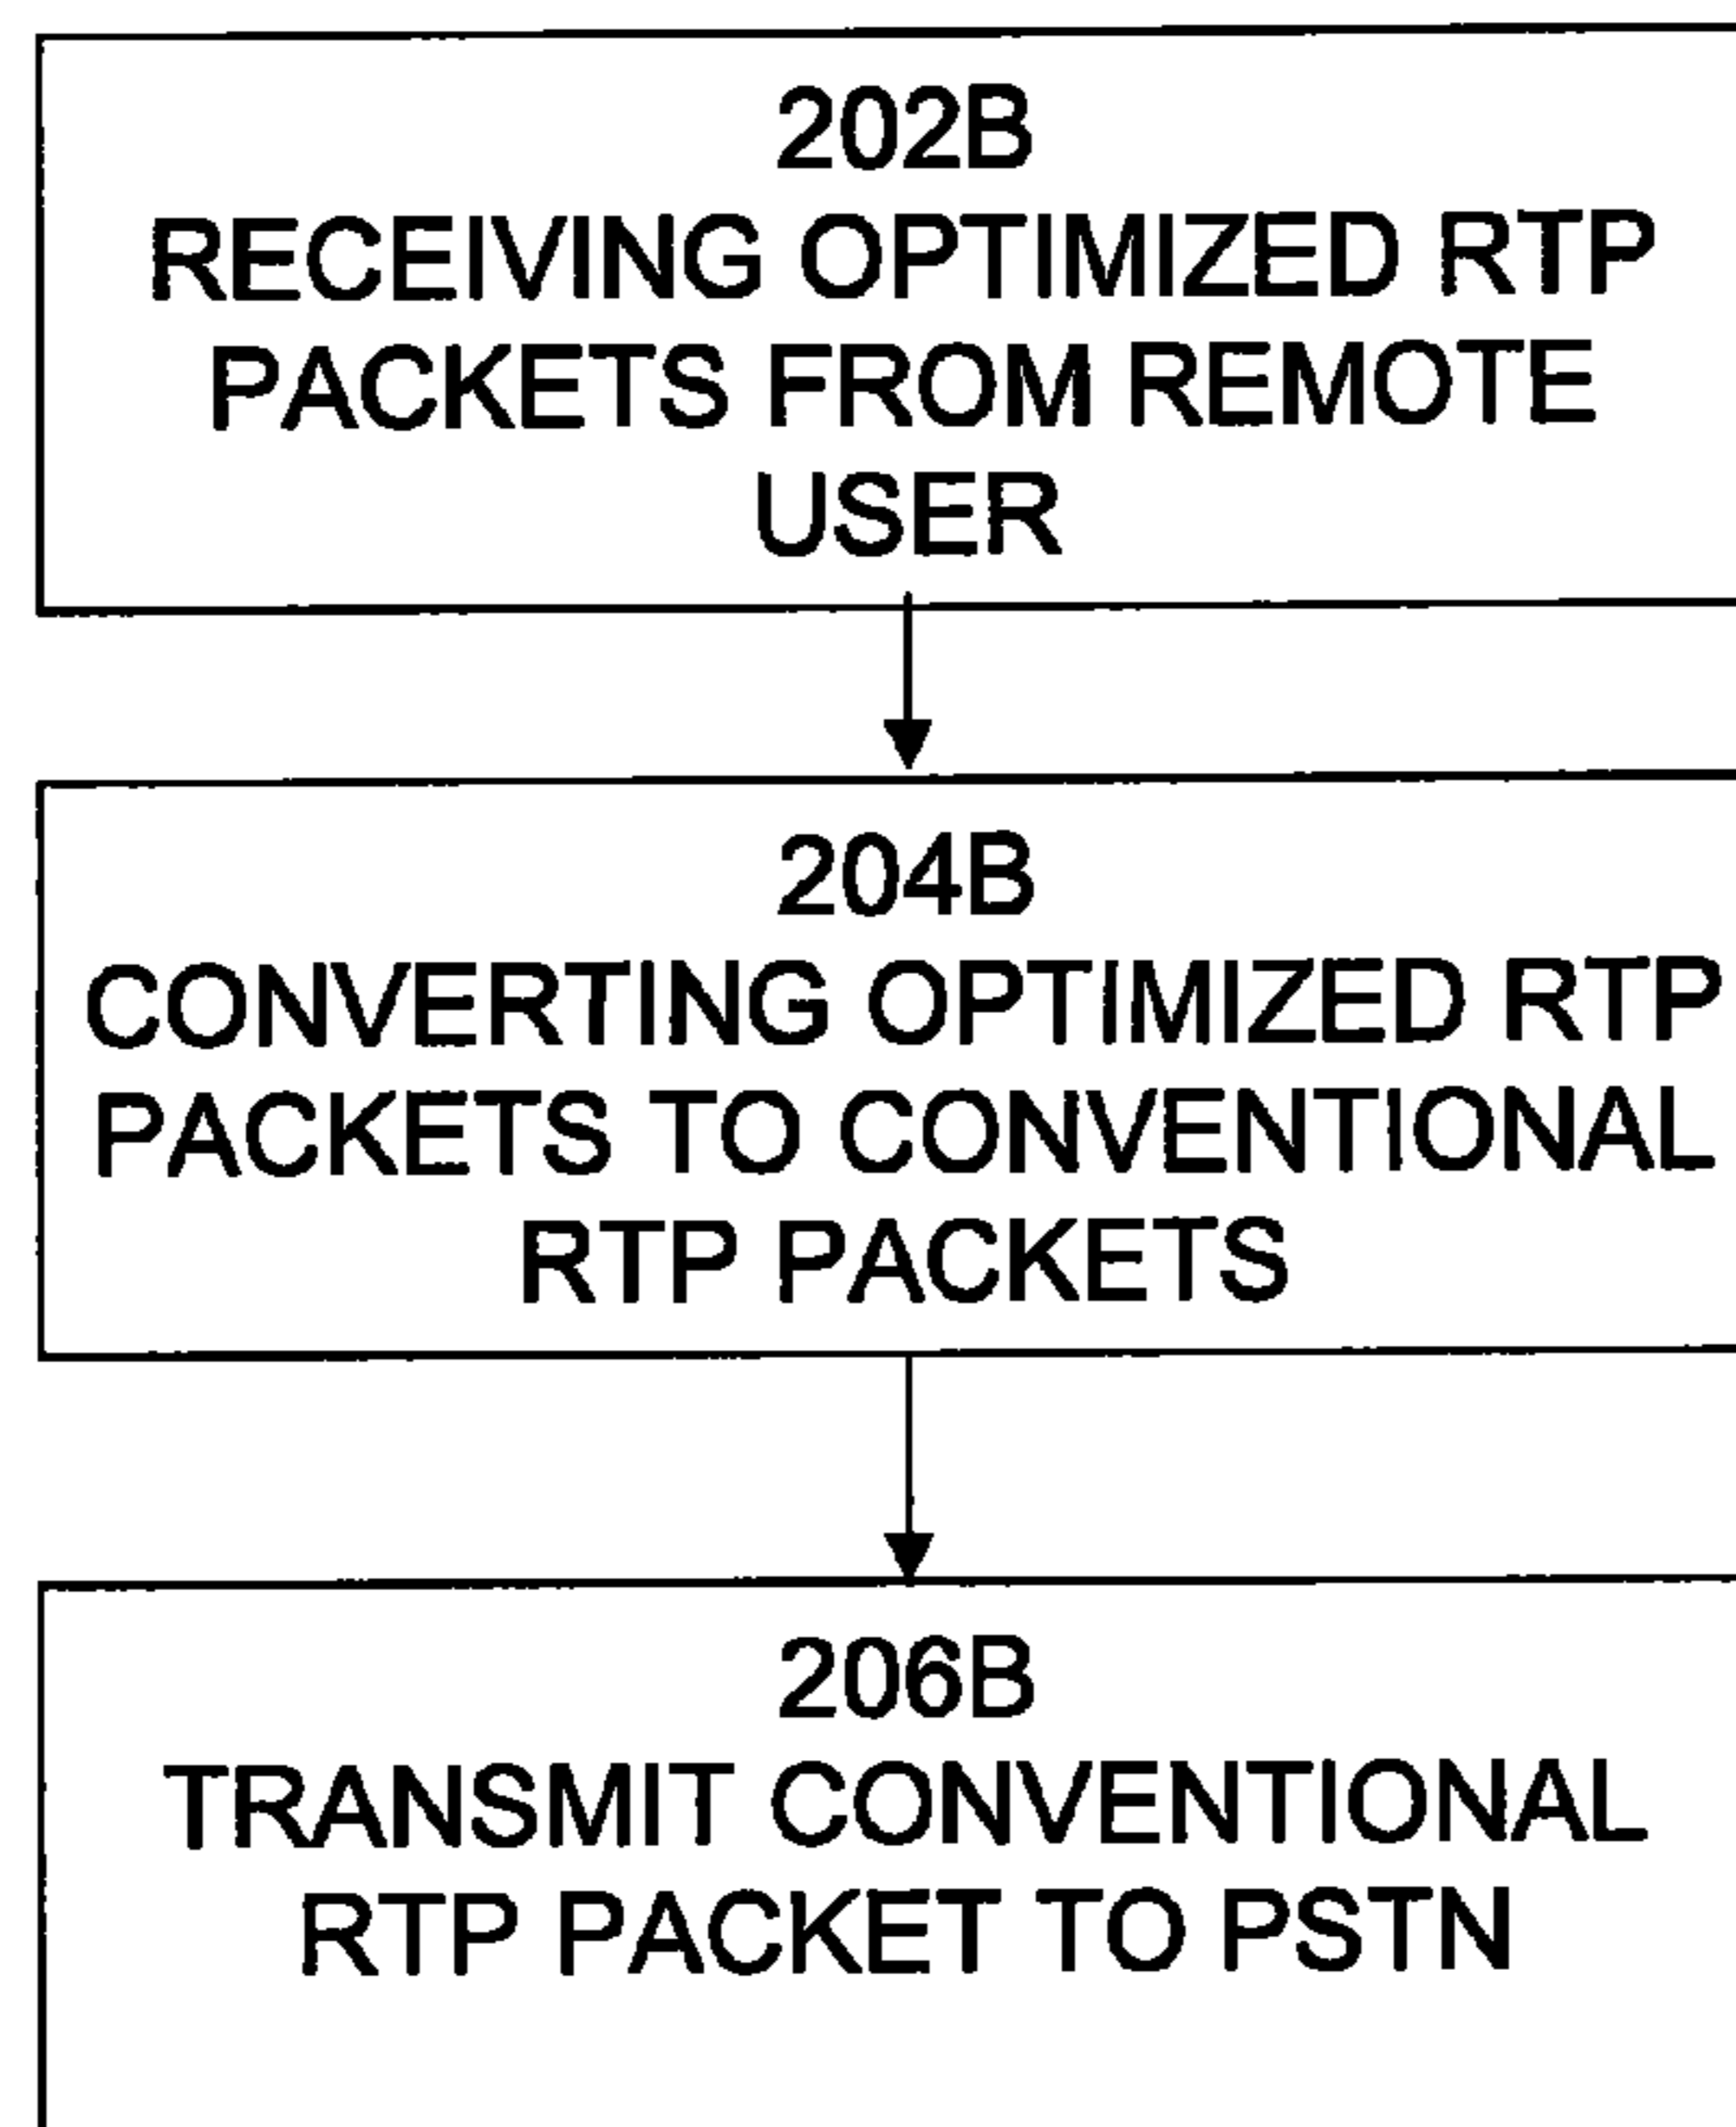 202B
RECEIVING OPTIMIZED RTP
PACKETS FROM REMOTE
USER
204B
CONVERTING OPTIMIZED RTP
PACKETS TO CONVENTIONAL
RTP PACKETS
206B
TRANSMIT CONVENTIONAL
RTP PACKET TO PSTN